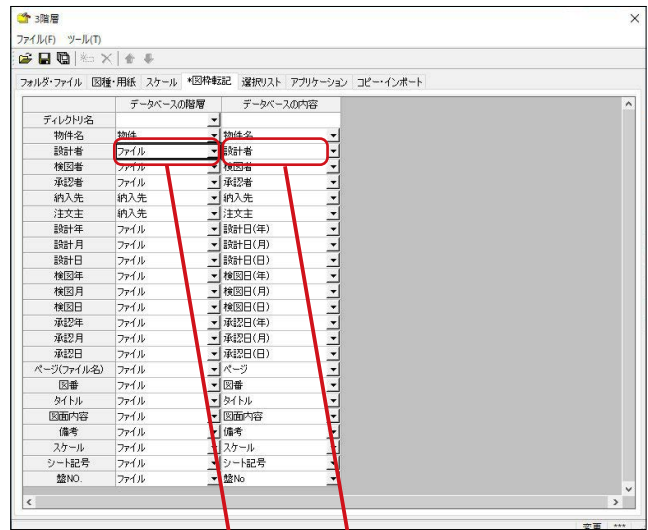 3階層
ファイル(F) ツール(T)
フォルダ・ファイル 図種・用紙 スケール *図枠転記 選択リスト アプリケーション コピー・インポート
データベースの階層 データベースの内容
ディレクトリ名
物件名 物件 物件名
設計者 ファイル 設計者
検図者 ファイル 検図者
承認者 ファイル 承認者
納入先 納入先 納入先
注文主 納入先 注文主
設計年 ファイル 設計日(年)
設計月 ファイル 設計日(月)
設計日 ファイル 設計日(日)
検図年 ファイル 検図日(年)
検図月 ファイル 検図日(月)
検図日 ファイル 検図日(日)
承認年 ファイル 承認日(年)
承認月 ファイル 承認日(月)
承認日 ファイル 承認日(日)
ページ(ファイル名) ファイル ページ
図番 ファイル 図番
タイトル ファイル タイトル
図面内容 ファイル 図面内容
備考 ファイル 備考
スケール ファイル スケール
シート記号 ファイル シート記号
盤NO. ファイル 盤No
変更 ***